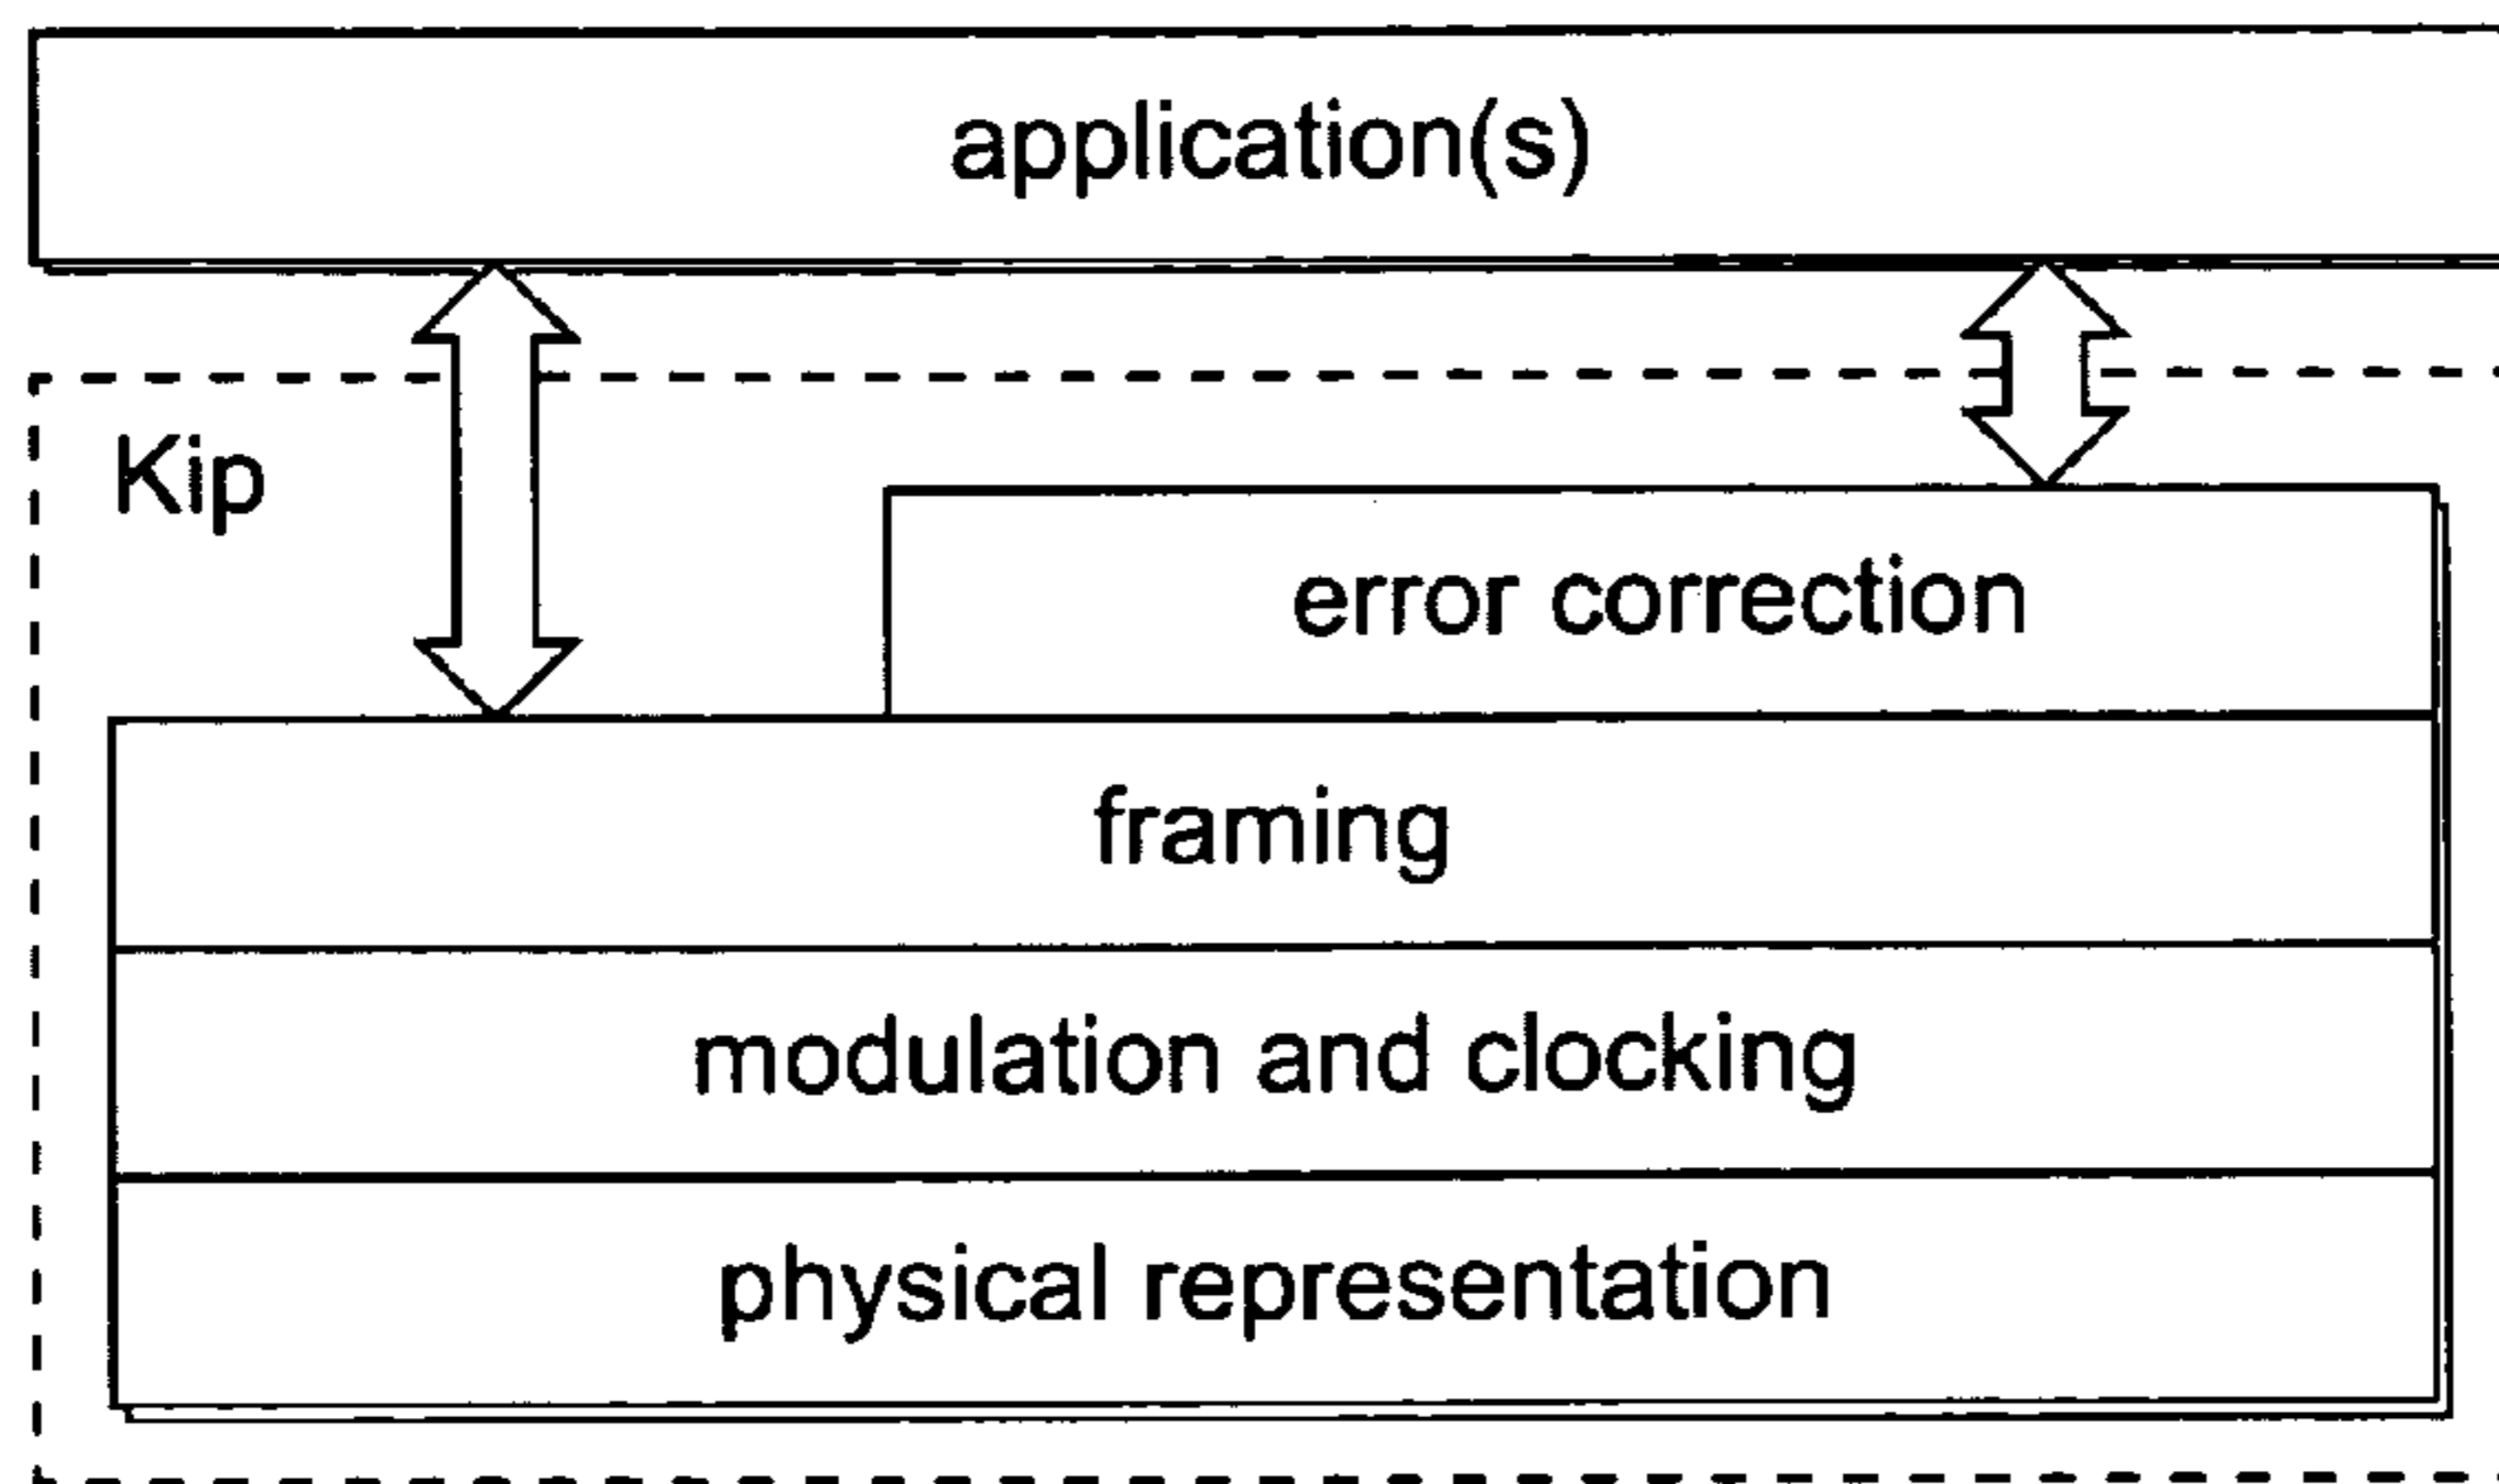 application(s)
Kip
error correction
framing
modulation and clocking
physical representation